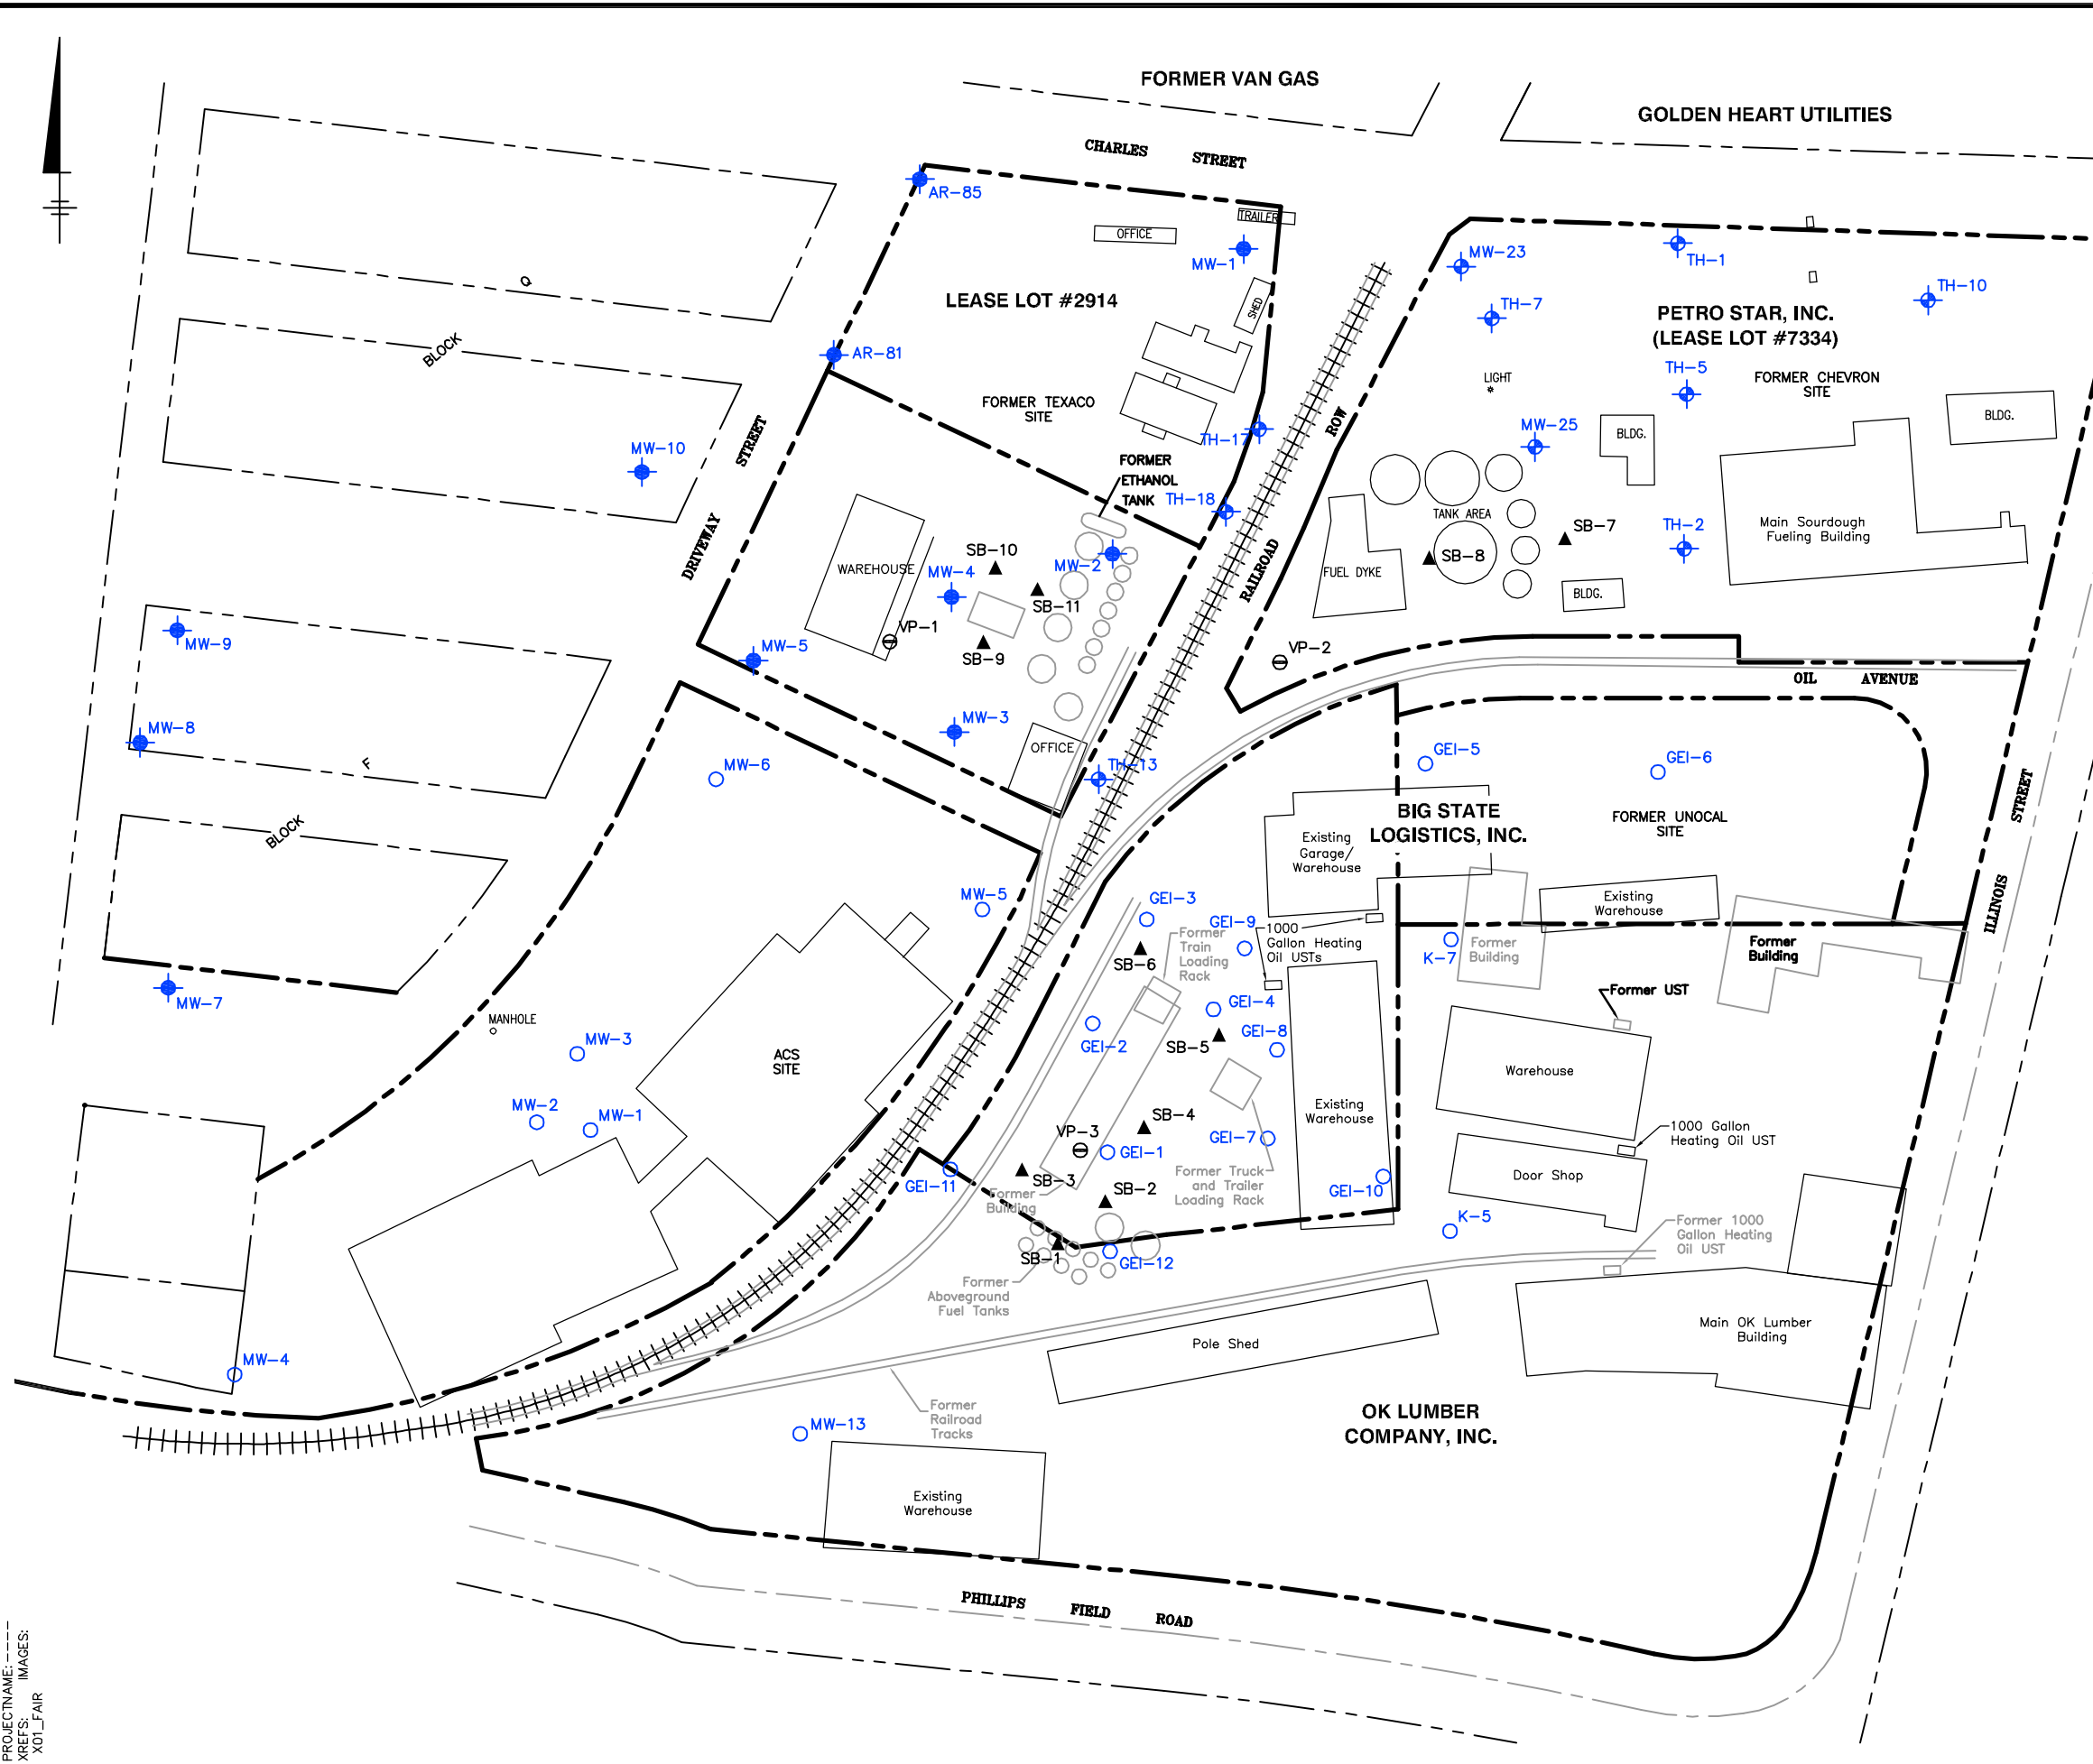 FORMER VAN GAS
GOLDEN HEART UTILITIES
CHARLES STREET
AR-85
TRAILER
OFFICE
MW-1
MW-23
TH-1
TH-10
Q
LEASE LOT #2914
SHED
TH-7
PETRO STAR, INC.
(LEASE LOT #7334)
BLOCK
AR-81
TH-5
LIGHT
FORMER CHEVRON
SITE
FORMER TEXACO
SITE
ROW
BLDG.
MW-25
BLDG.
TH-17
STREET
MW-10
FORMER
ETHANOL
TANK
TH-18
TANK AREA
SB-7
TH-2
Main Sourdough
Fueling Building
DRIVEWAY
SB-10
MW-2
SB-8
RAILROAD
WAREHOUSE
MW-4
FUEL DYKE
SB-11
BLDG.
MW-9
VP-1
MW-5
SB-9
VP-2
OIL AVENUE
MW-8
MW-3
OFFICE
GEI-5
GEI-6
F
MW-6
TH-13
STREET
BIG STATE
LOGISTICS, INC.
FORMER UNOCAL
SITE
BLOCK
Existing
Garage/
Warehouse
MW-5
GEI-3
GEI-9
Existing
Warehouse
ILLINOIS
1000
Gallon Heating
Oil USTs
Former
Train
Loading
Rack
SB-6
K-7
Former
Building
Former
Building
MW-7
Former UST
GEI-4
MANHOLE
GEI-8
GEI-2
SB-5
MW-3
ACS
SITE
Warehouse
MW-2
MW-1
Existing
Warehouse
SB-4
VP-3
GEI-7
1000 Gallon
Heating Oil UST
GEI-1
GEI-11
SB-3
Former Truck
and Trailer
Loading Rack
Door Shop
GEI-10
SB-2
Former
Building
K-5
Former 1000
Gallon Heating
Oil UST
SB-1
GEI-12
Former
Aboveground
Fuel Tanks
Pole Shed
Main OK Lumber
Building
MW-4
Former
Railroad
Tracks
MW-13
OK LUMBER
COMPANY, INC.
Existing
Warehouse
PHILLIPS FIELD ROAD
PROJECTNAME: ----
XREFS: IMAGES:
X01_FAIR